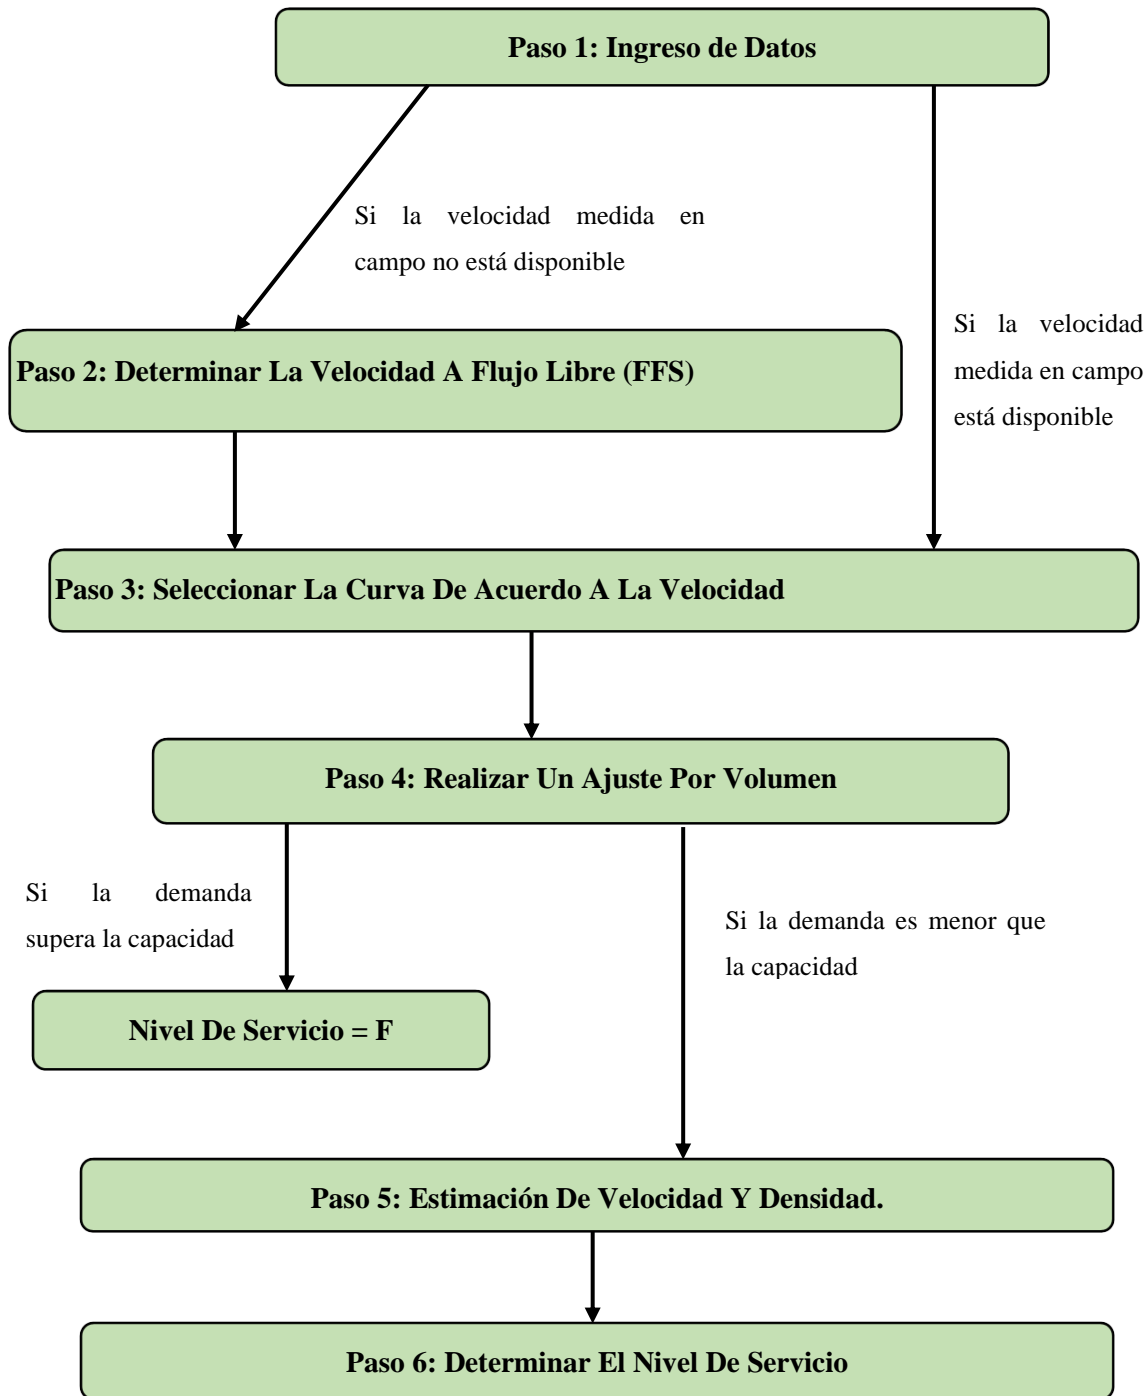 Paso 1: Ingreso de Datos
Si la velocidad medida en
campo no está disponible
Si la velocidad
medida en campo
está disponible
Paso 2: Determinar La Velocidad A Flujo Libre (FFS)
Paso 3: Seleccionar La Curva De Acuerdo A La Velocidad
Paso 4: Realizar Un Ajuste Por Volumen
Si la demanda
supera la capacidad
Si la demanda es menor que
la capacidad
Nivel De Servicio = F
Paso 5: Estimación De Velocidad Y Densidad.
Paso 6: Determinar El Nivel De Servicio